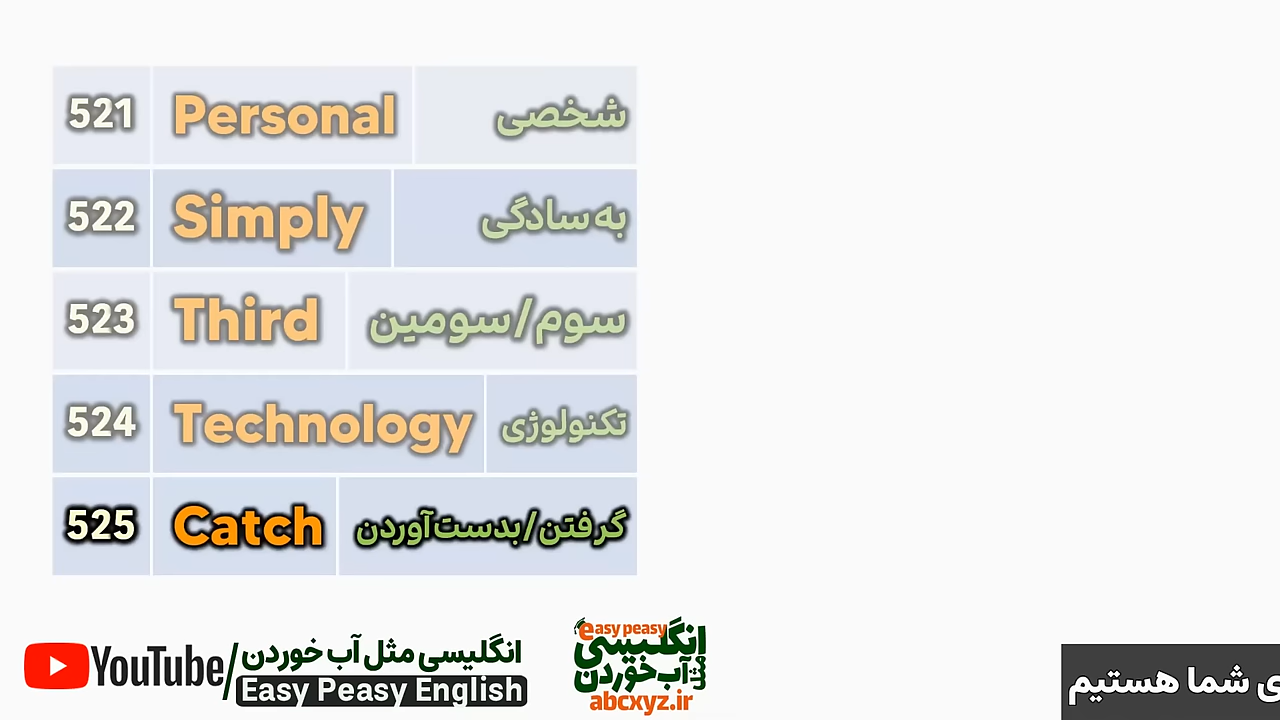 521 Personal شخصی
522 Simply به سادگی
523 Third سوم/سومین
524 Technology تکنولوژی
525 Catch گرفتن/بدست‌آوردن
YouTube/انگلیسی مثل آب خوردن
Easy Peasy English
easy peasy
انگلیسی
مثل آب خوردن
abcxyz.ir
شما هستیم